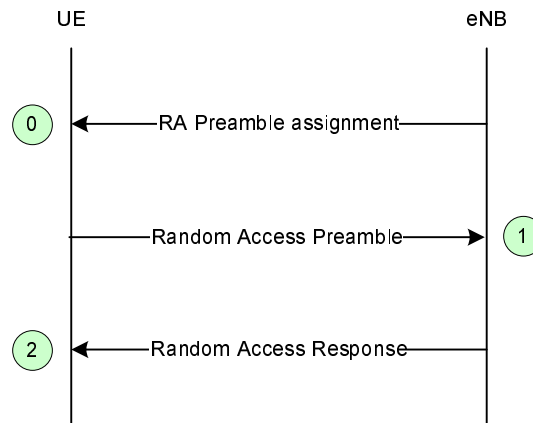 UE eNB
0 RA Preamble assignment
Random Access Preamble 1
2 Random Access Response